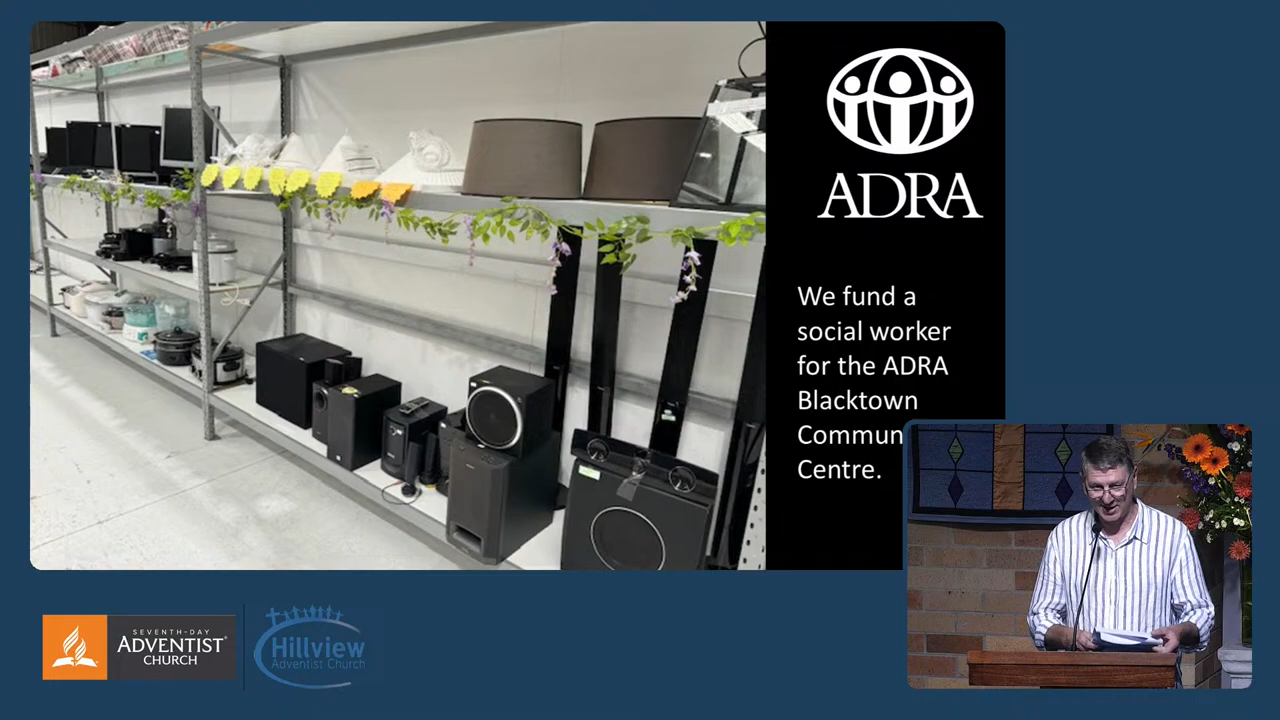 ADRA
We fund a
social worker
for the ADRA
Blacktown
Commun
Centre.
SEVENTH-DAY
ADVENTIST®
CHURCH
Hillview
Adventist Church